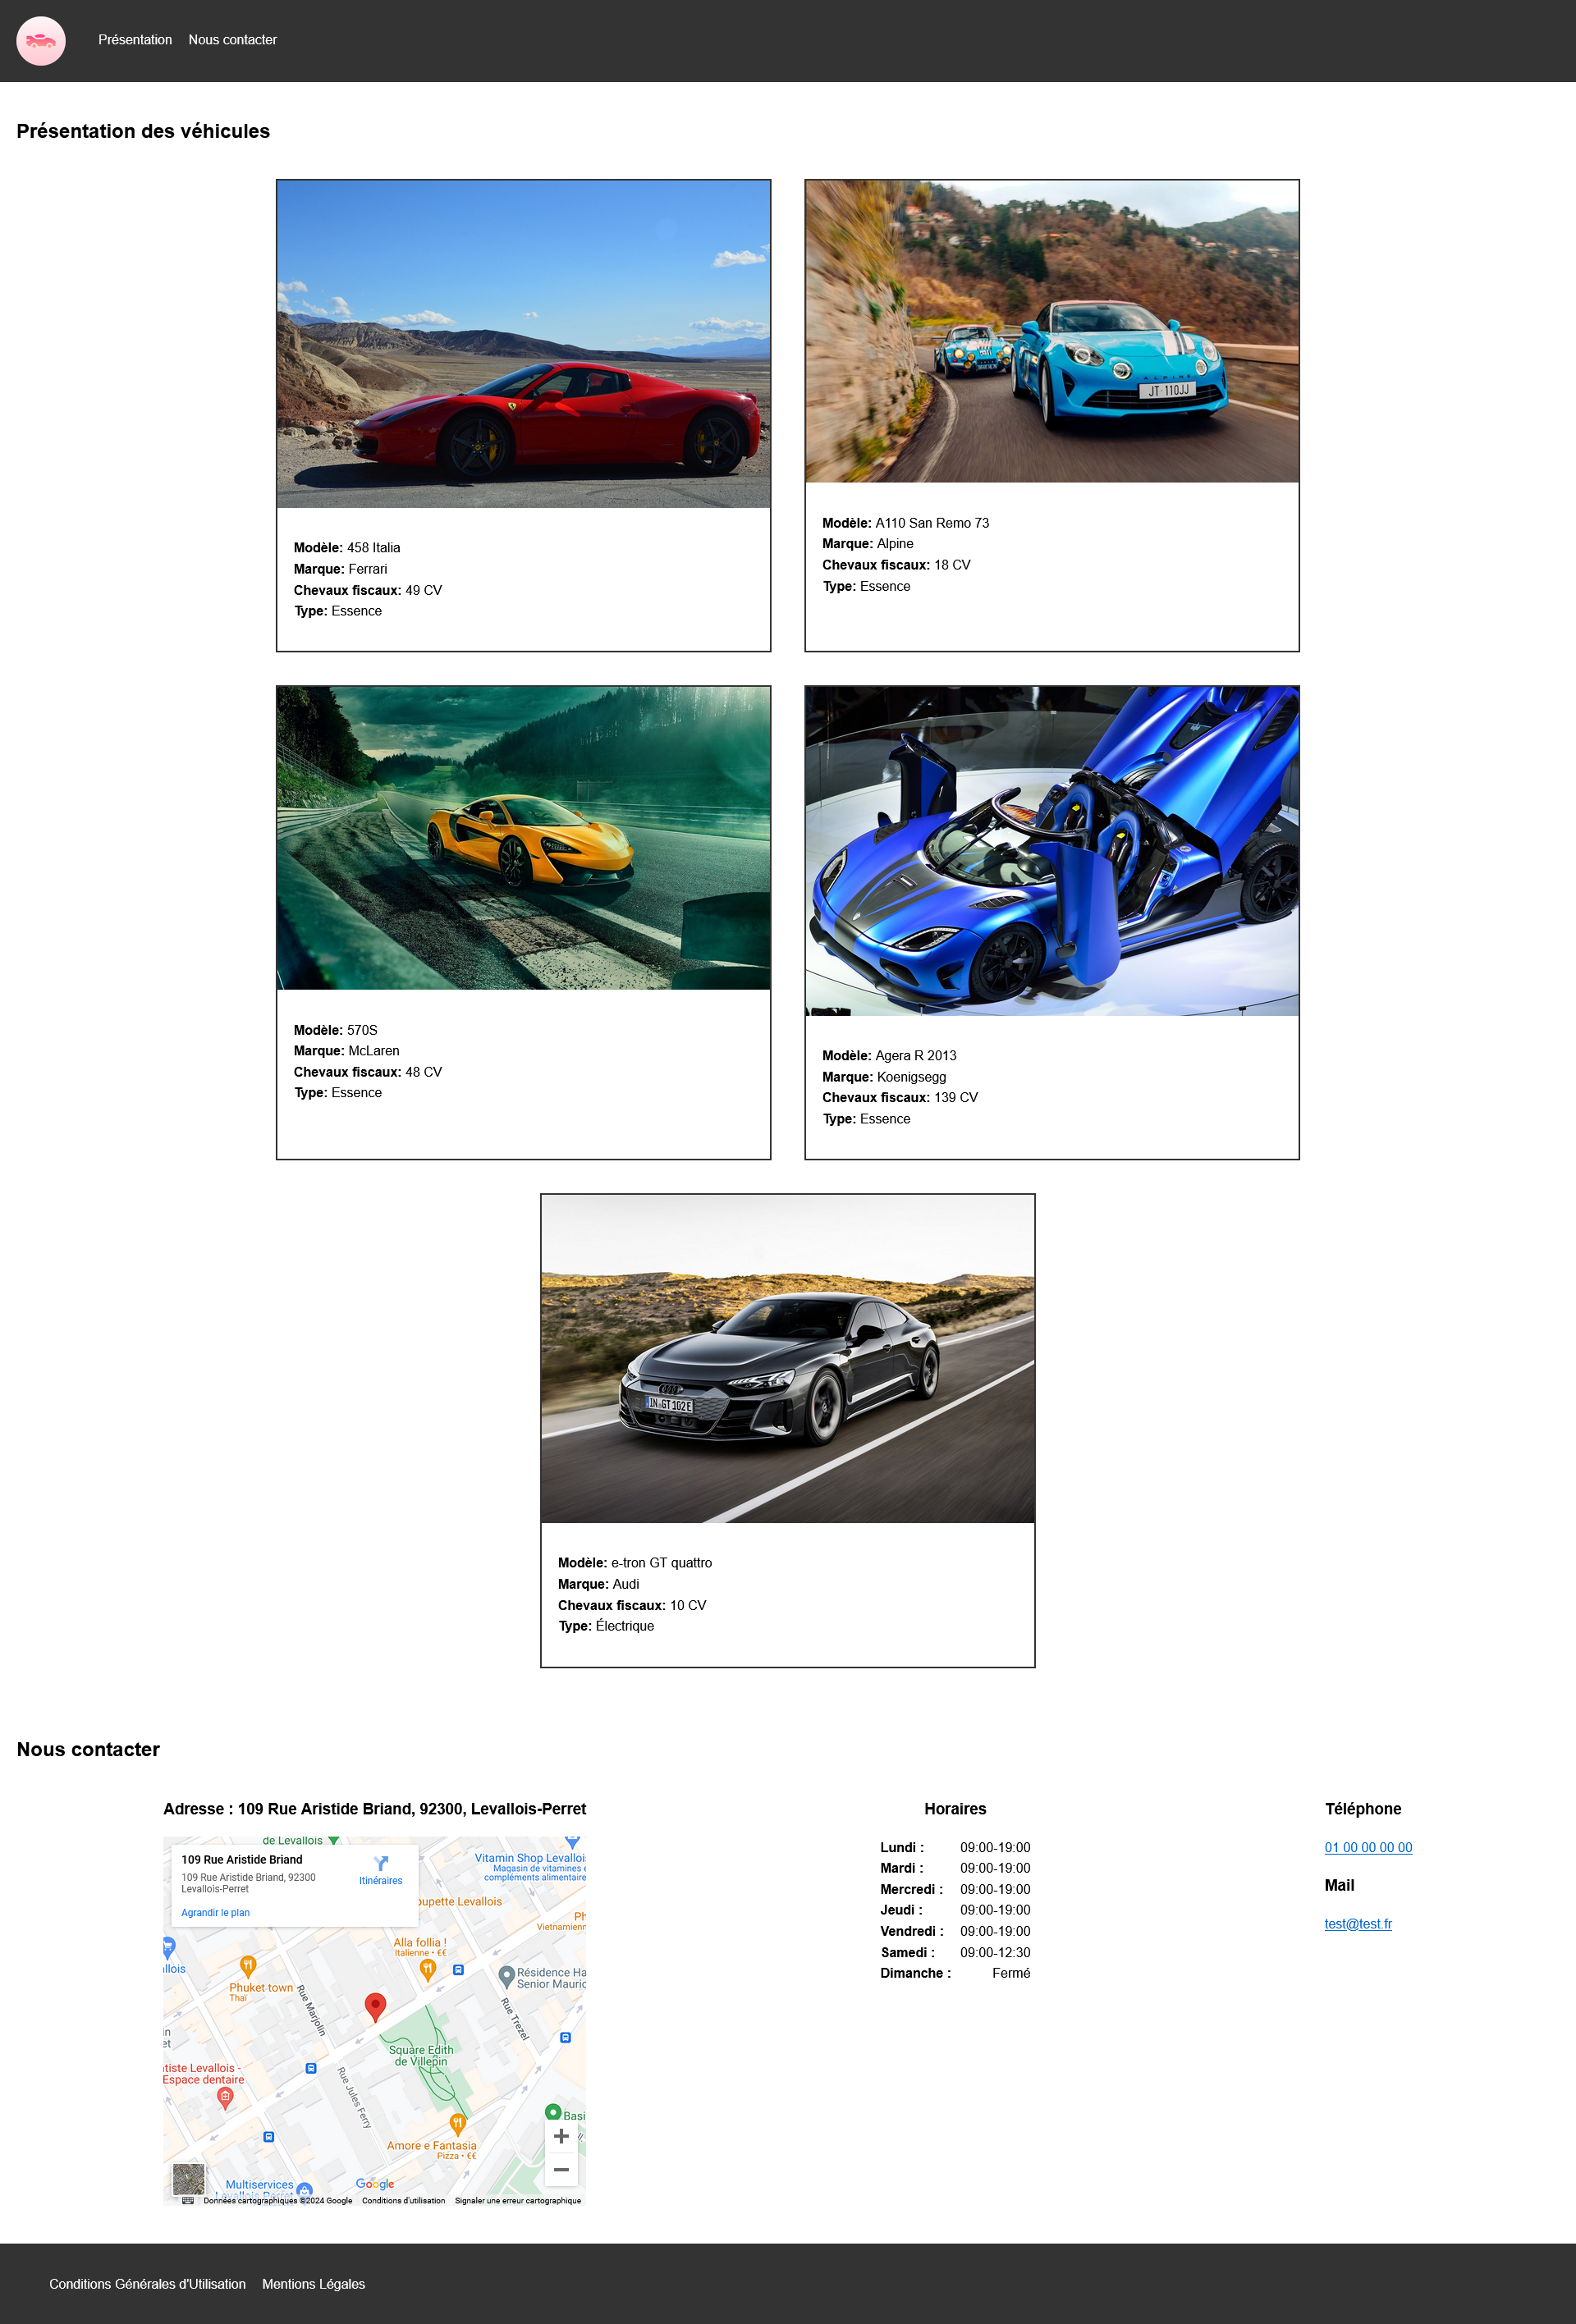 Présentation
Nous contacter
Présentation des véhicules
ALPINE
JT 110JJ
Modèle: 458 Italia
Marque: Ferrari
Chevaux fiscaux: 49 CV
Type: Essence
Modèle: A110 San Remo 73
Marque: Alpine
Chevaux fiscaux: 18 CV
Type: Essence
Modèle: 570S
Marque: McLaren
Chevaux fiscaux: 48 CV
Type: Essence
Modèle: Agera R 2013
Marque: Koenigsegg
Chevaux fiscaux: 139 CV
Type: Essence
IN GT 102E
Modèle: e-tron GT quattro
Marque: Audi
Chevaux fiscaux: 10 CV
Type: Électrique
Nous contacter
Adresse : 109 Rue Aristide Briand, 92300, Levallois-Perret
de Levallois
109 Rue Aristide Briand
109 Rue Aristide Briand, 92300
Levallois-Perret
Itinéraires
Agrandir le plan
Vitamin Shop Levalloi
Magasin de vitamines e
compléments alimentaire
oupette Levallois
Ph
Vietnamienn
Alla follia !
Italienne • €€
llois
Phuket town
Thaï
Résidence Ha
Senior Mauric
Rue Marjolin
Rue Trezel
in
et
Square Edith
de Villepin
tiste Levallois -
Espace dentaire
Rue Jules Ferry
Basi
Amore e Fantasia
Pizza • €€
Multiservices
Levallois Perret
Google
Données cartographiques ©2024 Google
Conditions d'utilisation
Signaler une erreur cartographique
Horaires
Lundi : 09:00-19:00
Mardi : 09:00-19:00
Mercredi : 09:00-19:00
Jeudi : 09:00-19:00
Vendredi : 09:00-19:00
Samedi : 09:00-12:30
Dimanche : Fermé
Téléphone
01 00 00 00 00
Mail
test@test.fr
Conditions Générales d'Utilisation
Mentions Légales